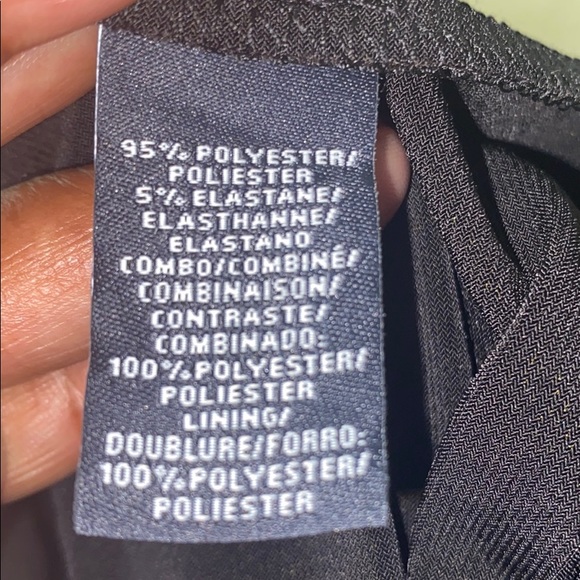 95% POLYESTER/
POLIESTER
5% ELASTANE/
ELASTHANNE/
ELASTANO
COMBO/COMBINÉ/
COMBINAISON/
CONTRASTE/
COMBINADO:
100% POLYESTER/
POLIESTER
LINING/
DOUBLURE/FORRO:
100% POLYESTER/
POLIESTER